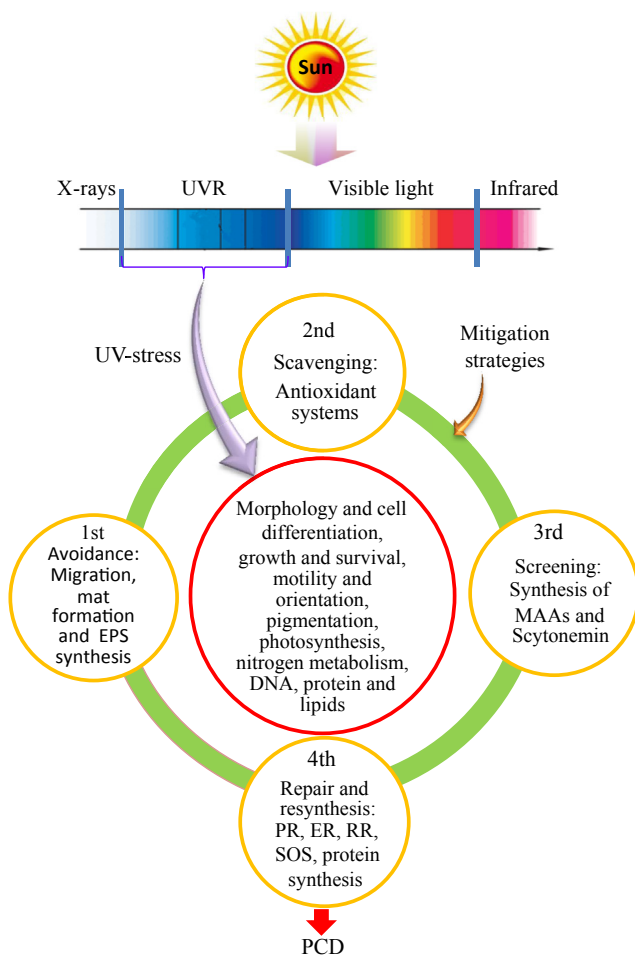 Sun
X-rays
UVR
Visible light
Infrared
UV-stress
Mitigation
strategies
2nd
Scavenging:
Antioxidant
systems
1st
Avoidance:
Migration,
mat
formation
and EPS
synthesis
Morphology and cell
differentiation,
growth and survival,
motility and
orientation,
pigmentation,
photosynthesis,
nitrogen metabolism,
DNA, protein and
lipids
3rd
Screening:
Synthesis of
MAAs and
Scytonemin
4th
Repair and
resynthesis:
PR, ER, RR,
SOS, protein
synthesis
PCD